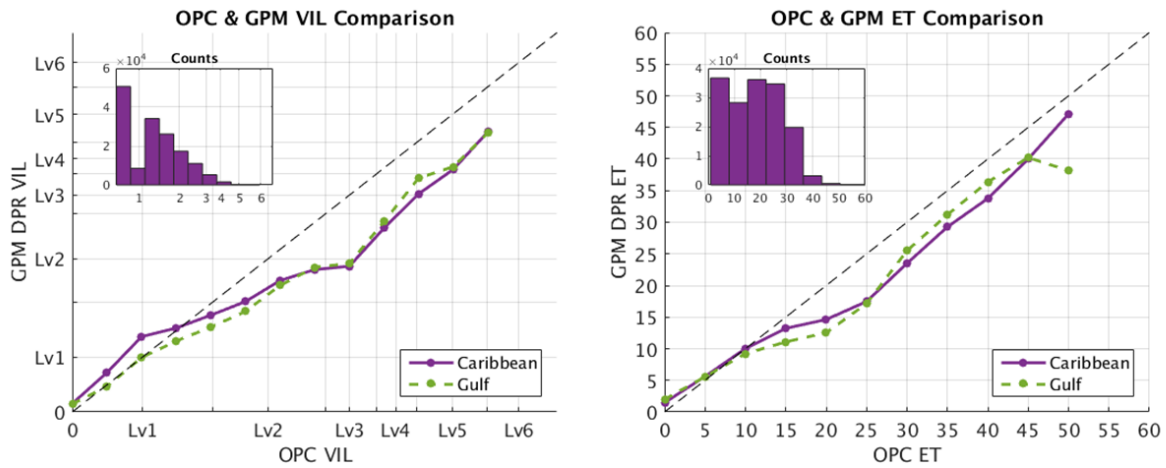 OPC & GPM VIL Comparison
Lv6
Lv5
Lv4
Lv3
Lv2
Lv1
0
GPM DPR VIL
×10⁴
Counts
6
4
2
0
1 2 3 4 5 6
Caribbean
Gulf
0 Lv1 Lv2 Lv3 Lv4 Lv5 Lv6
OPC VIL
OPC & GPM ET Comparison
60
55
50
45
40
35
30
25
20
15
10
5
0
GPM DPR ET
×10⁴
Counts
4
3
2
1
0
0 10 20 30 40 50 60
Caribbean
Gulf
0 5 10 15 20 25 30 35 40 45 50 55 60
OPC ET